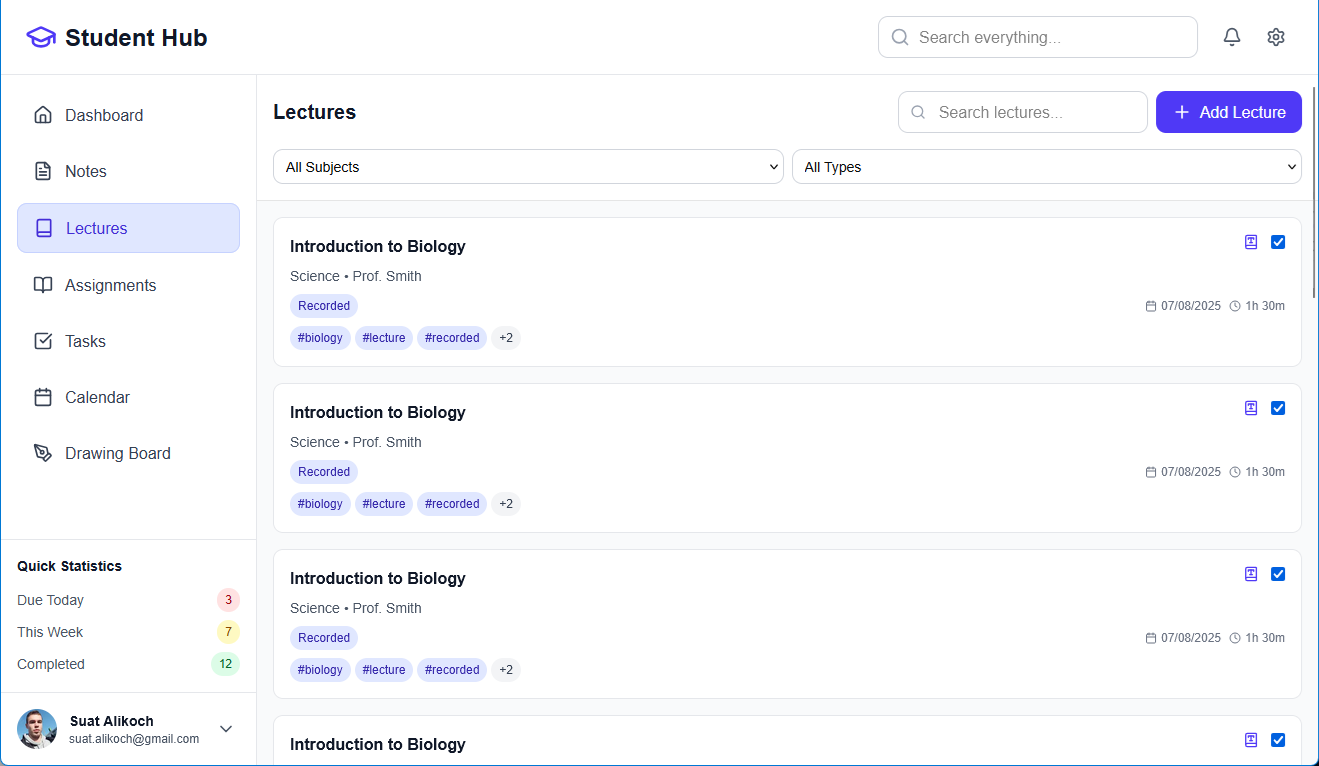 Student Hub
Search everything...
Dashboard
Notes
Lectures
Assignments
Tasks
Calendar
Drawing Board
Quick Statistics
Due Today 3
This Week 7
Completed 12
Suat Alikoch
suat.alikoch@gmail.com
Lectures
Search lectures...
Add Lecture
All Subjects
All Types
Introduction to Biology
Science • Prof. Smith
Recorded
07/08/2025 1h 30m
#biology #lecture #recorded +2
Introduction to Biology
Science • Prof. Smith
Recorded
07/08/2025 1h 30m
#biology #lecture #recorded +2
Introduction to Biology
Science • Prof. Smith
Recorded
07/08/2025 1h 30m
#biology #lecture #recorded +2
Introduction to Biology